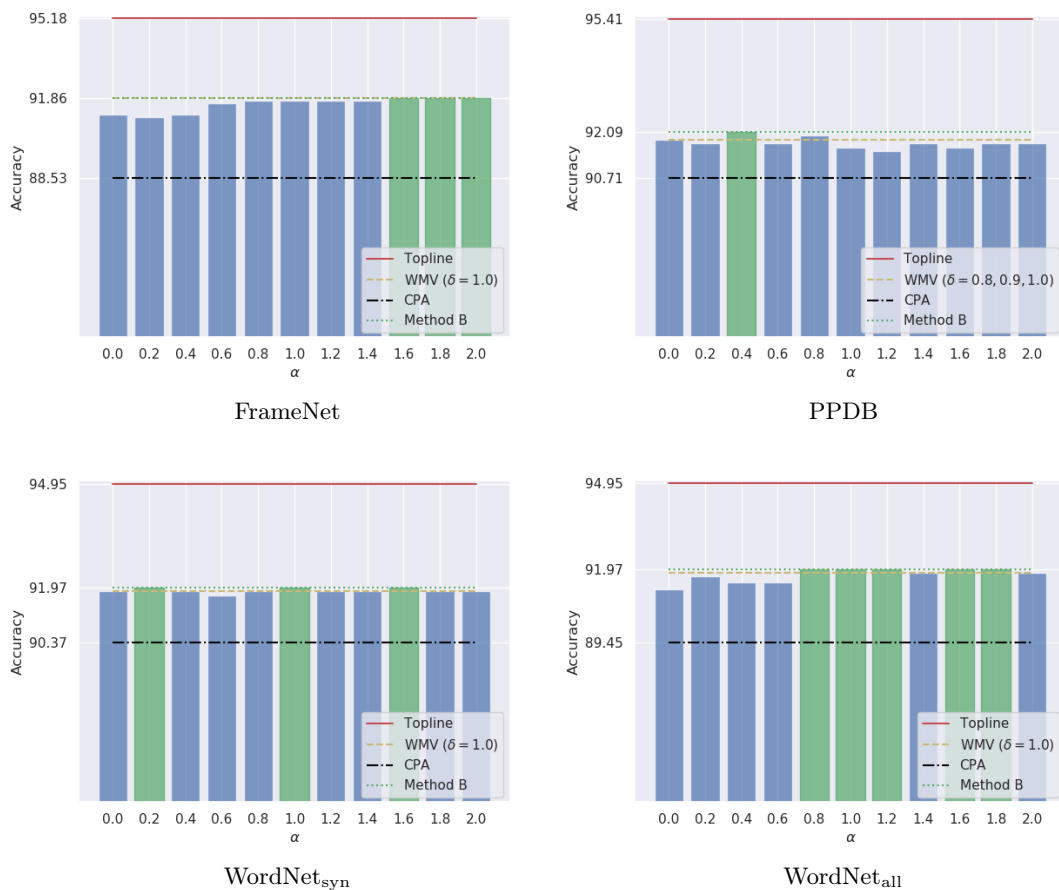 95.18
91.86
88.53
Accuracy
Topline
WMV (δ = 1.0)
CPA
Method B
0.0 0.2 0.4 0.6 0.8 1.0 1.2 1.4 1.6 1.8 2.0
α
FrameNet
95.41
92.09
90.71
Accuracy
Topline
WMV (δ = 0.8, 0.9, 1.0)
CPA
Method B
0.0 0.2 0.4 0.6 0.8 1.0 1.2 1.4 1.6 1.8 2.0
α
PPDB
94.95
91.97
90.37
Accuracy
Topline
WMV (δ = 1.0)
CPA
Method B
0.0 0.2 0.4 0.6 0.8 1.0 1.2 1.4 1.6 1.8 2.0
α
WordNetsyn
94.95
91.97
89.45
Accuracy
Topline
WMV (δ = 1.0)
CPA
Method B
0.0 0.2 0.4 0.6 0.8 1.0 1.2 1.4 1.6 1.8 2.0
α
WordNetall